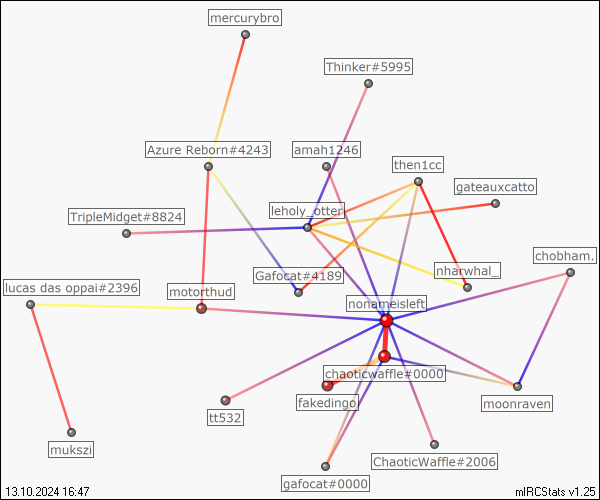 mercurybro
Thinker#5995
Azure Reborn#4243
amah1246
then1cc
gateauxcatto
TripleMidget#8824
leholy_otter
chobham.
Gafocat#4189
nharwhal_
lucas das oppai#2396
motorthud
nonameisleft
chaoticwaffle#0000
fakedingo
moonraven
tt532
mukszi
ChaoticWaffle#2006
gafocat#0000
13.10.2024 16:47
mIRCStats v1.25